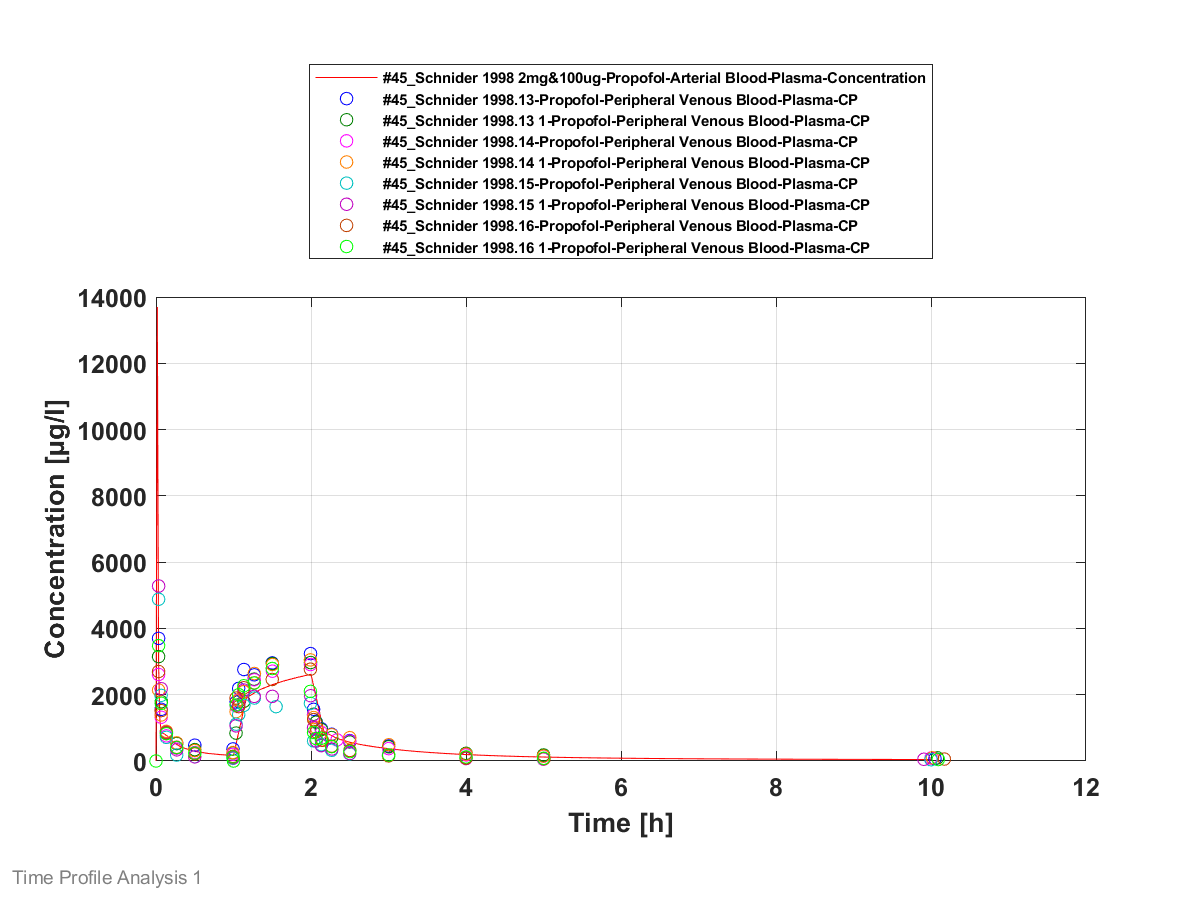 #45_Schnider 1998 2mg&100ug-Propofol-Arterial Blood-Plasma-Concentration
#45_Schnider 1998.13-Propofol-Peripheral Venous Blood-Plasma-CP
#45_Schnider 1998.13 1-Propofol-Peripheral Venous Blood-Plasma-CP
#45_Schnider 1998.14-Propofol-Peripheral Venous Blood-Plasma-CP
#45_Schnider 1998.14 1-Propofol-Peripheral Venous Blood-Plasma-CP
#45_Schnider 1998.15-Propofol-Peripheral Venous Blood-Plasma-CP
#45_Schnider 1998.15 1-Propofol-Peripheral Venous Blood-Plasma-CP
#45_Schnider 1998.16-Propofol-Peripheral Venous Blood-Plasma-CP
#45_Schnider 1998.16 1-Propofol-Peripheral Venous Blood-Plasma-CP
14000
12000
10000
8000
6000
4000
2000
0
Concentration [µg/l]
0 2 4 6 8 10 12
Time [h]
Time Profile Analysis 1